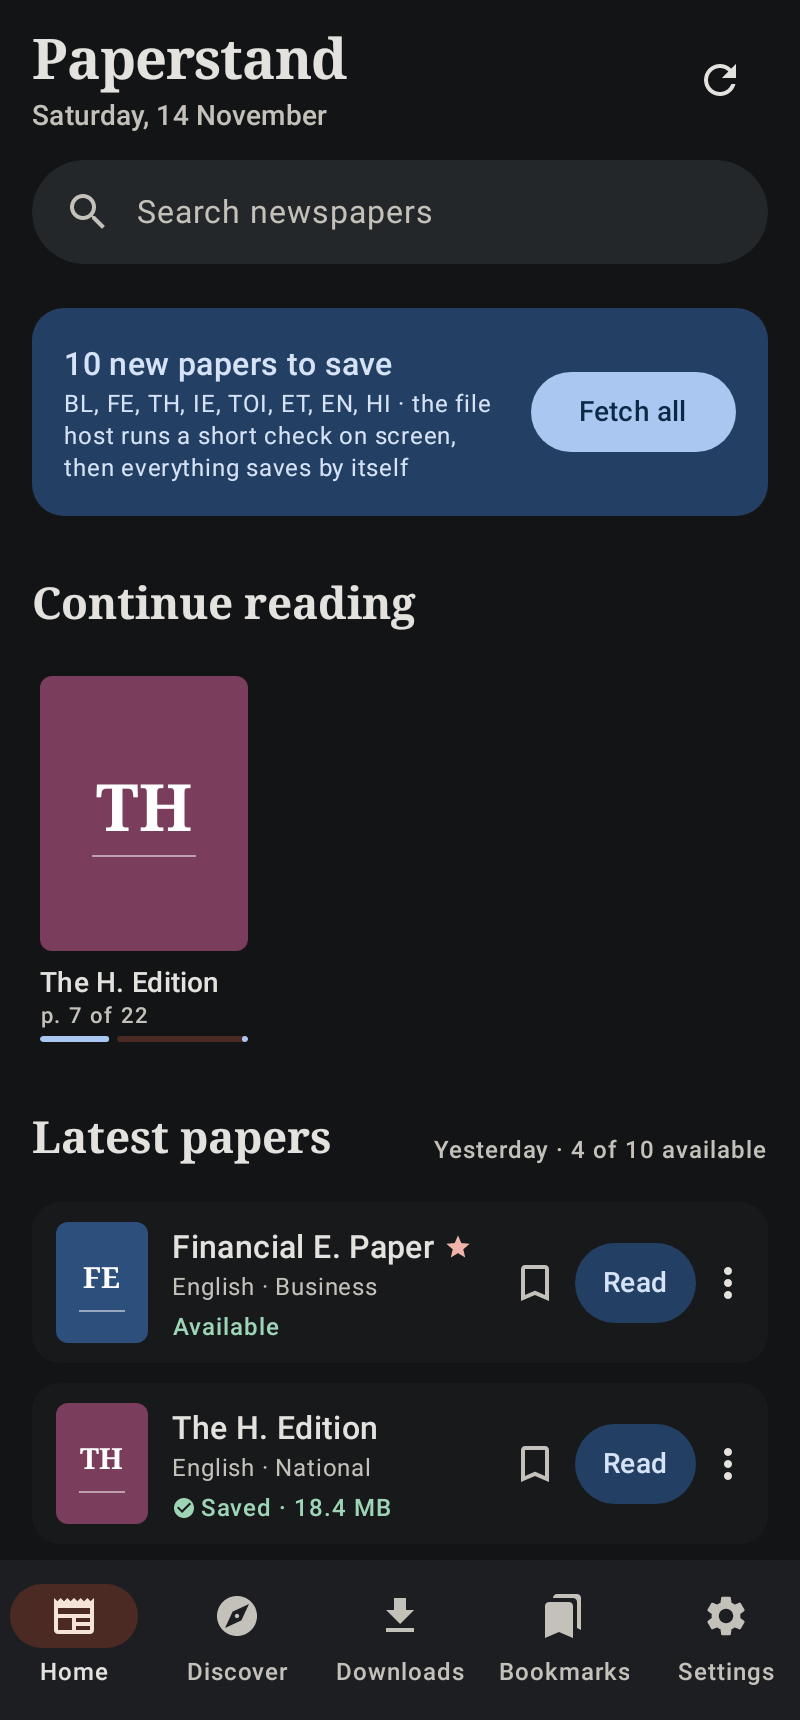 Paperstand
Saturday, 14 November
Search newspapers
10 new papers to save
BL, FE, TH, IE, TOI, ET, EN, HI · the file
host runs a short check on screen,
then everything saves by itself
Fetch all
Continue reading
TH
The H. Edition
p. 7 of 22
Latest papers
Yesterday · 4 of 10 available
FE
Financial E. Paper
English · Business
Available
Read
TH
The H. Edition
English · National
Saved · 18.4 MB
Read
Home
Discover
Downloads
Bookmarks
Settings